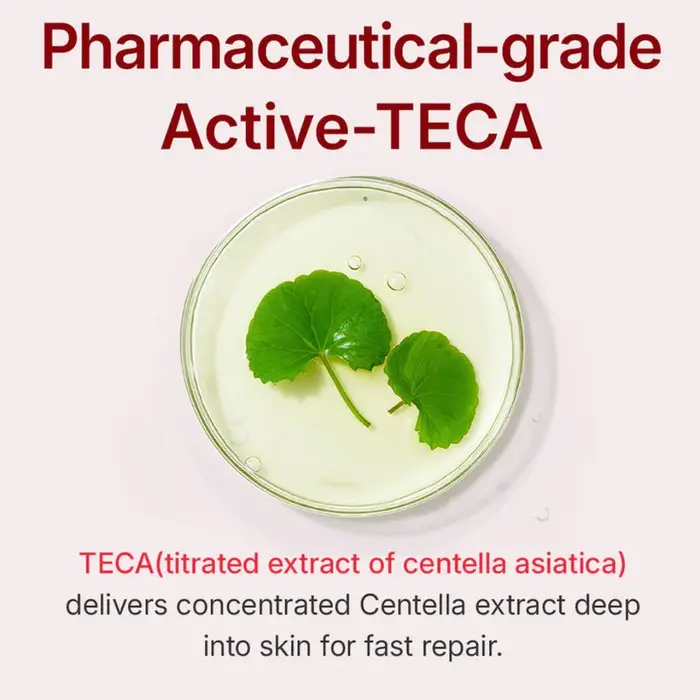 Pharmaceutical-grade
Active-TECA
TECA(titrated extract of centella asiatica)
delivers concentrated Centella extract deep
into skin for fast repair.